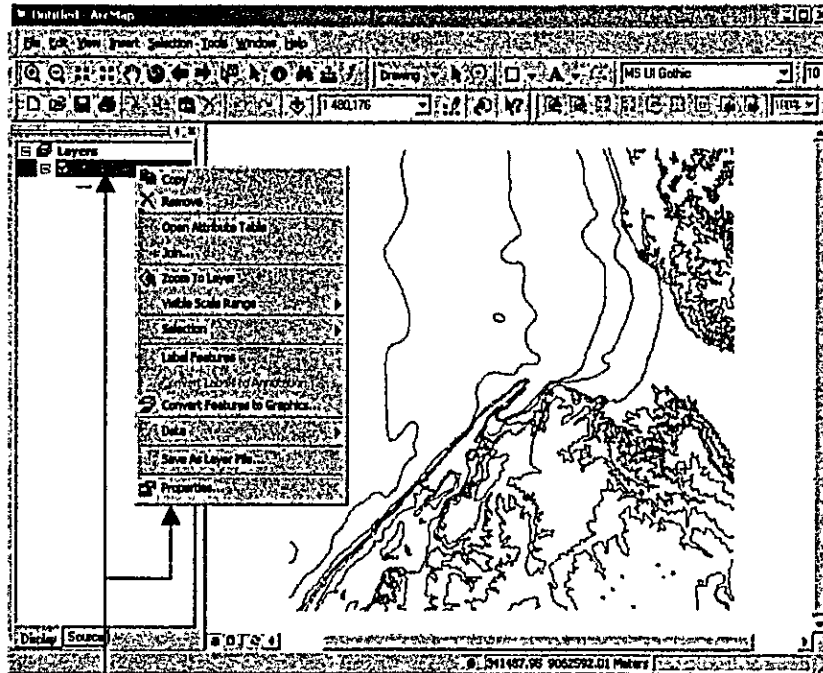 Untitled - ArcMap
File Edit View Insert Selection Tools Window Help
Drawing A MS UI Gothic 10
1:480,176
Layers
Copy
Remove
Open Attribute Table
Join...
Zoom To Layer
Visible Scale Range
Selection
Label Features
Convert Labels to Annotation...
Convert Features to Graphics...
Data
Save As Layer File...
Properties...
Display Source
341487.96 9062592.01 Meters